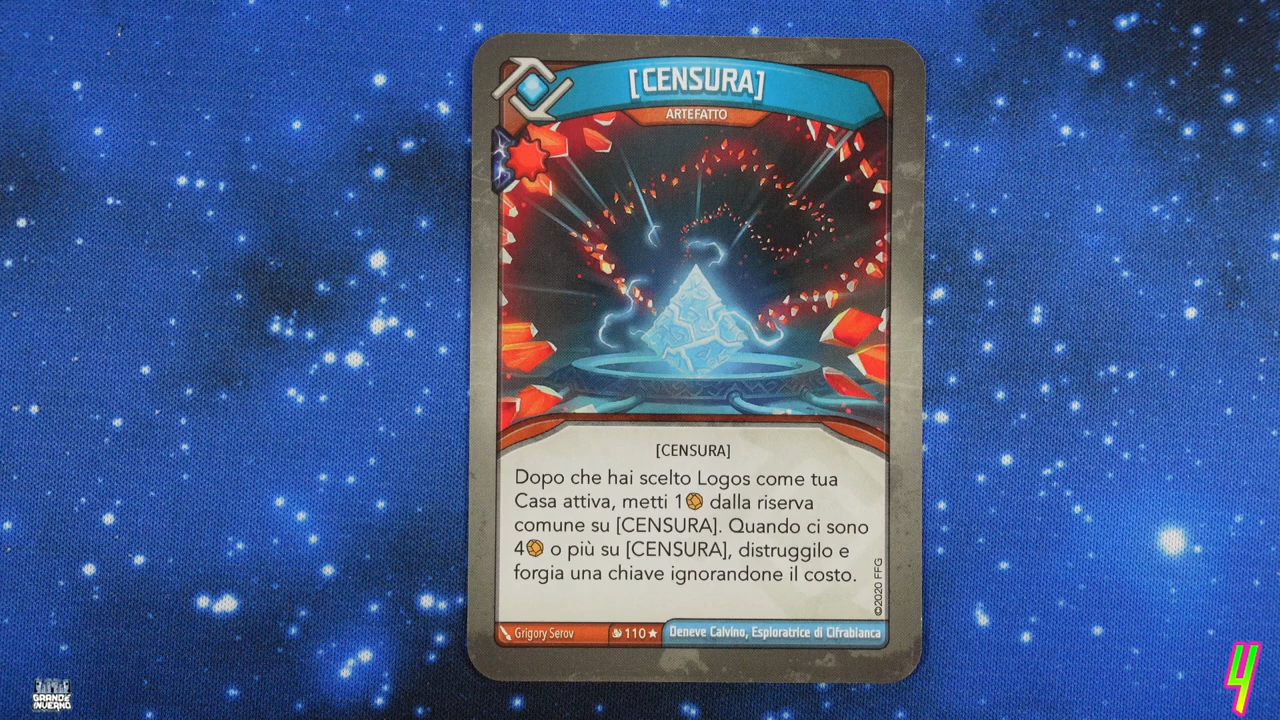 [CENSURA]
ARTEFATTO
[CENSURA]
Dopo che hai scelto Logos come tua
Casa attiva, metti 1 dalla riserva
comune su [CENSURA]. Quando ci sono
4 o più su [CENSURA], distruggilo e
forgia una chiave ignorandone il costo.
©2020 FFG
Grigory Serov
110
Deneve Calvino, Esploratrice di Cifrabianca
GRANDE
INVERNO
4